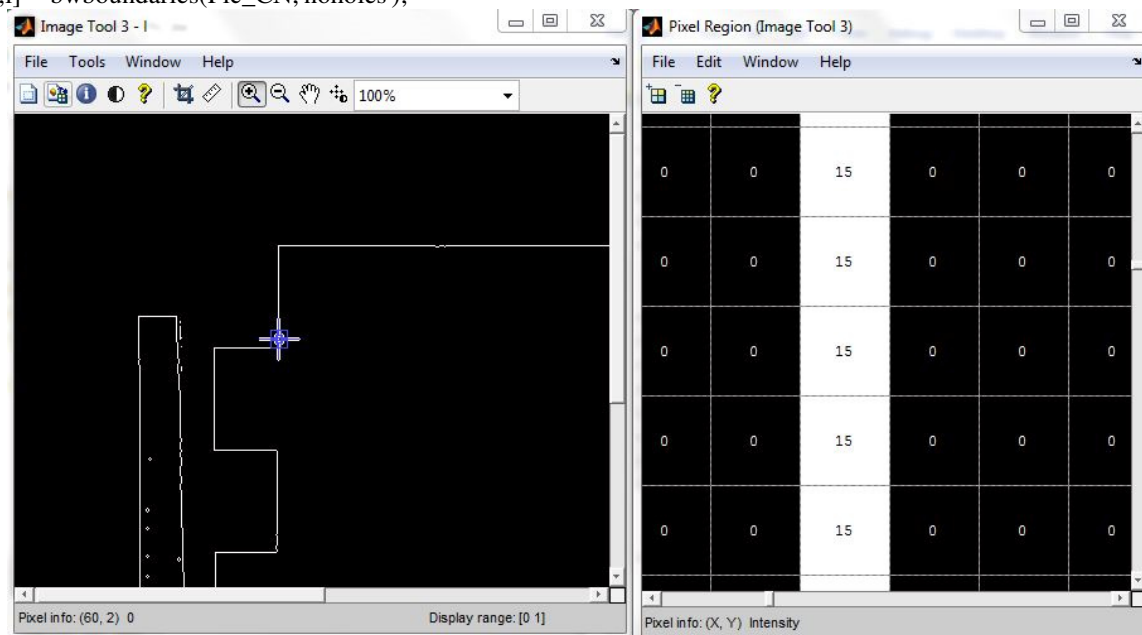 = bwboundaries(Pic_CN,'noholes');
Image Tool 3 - I
File Tools Window Help
100%
Pixel info: (60, 2) 0
Display range: [0 1]
Pixel Region (Image Tool 3)
File Edit Window Help
0 0 15 0 0 0
0 0 15 0 0 0
0 0 15 0 0 0
0 0 15 0 0 0
0 0 15 0 0 0
Pixel info: (X, Y) Intensity